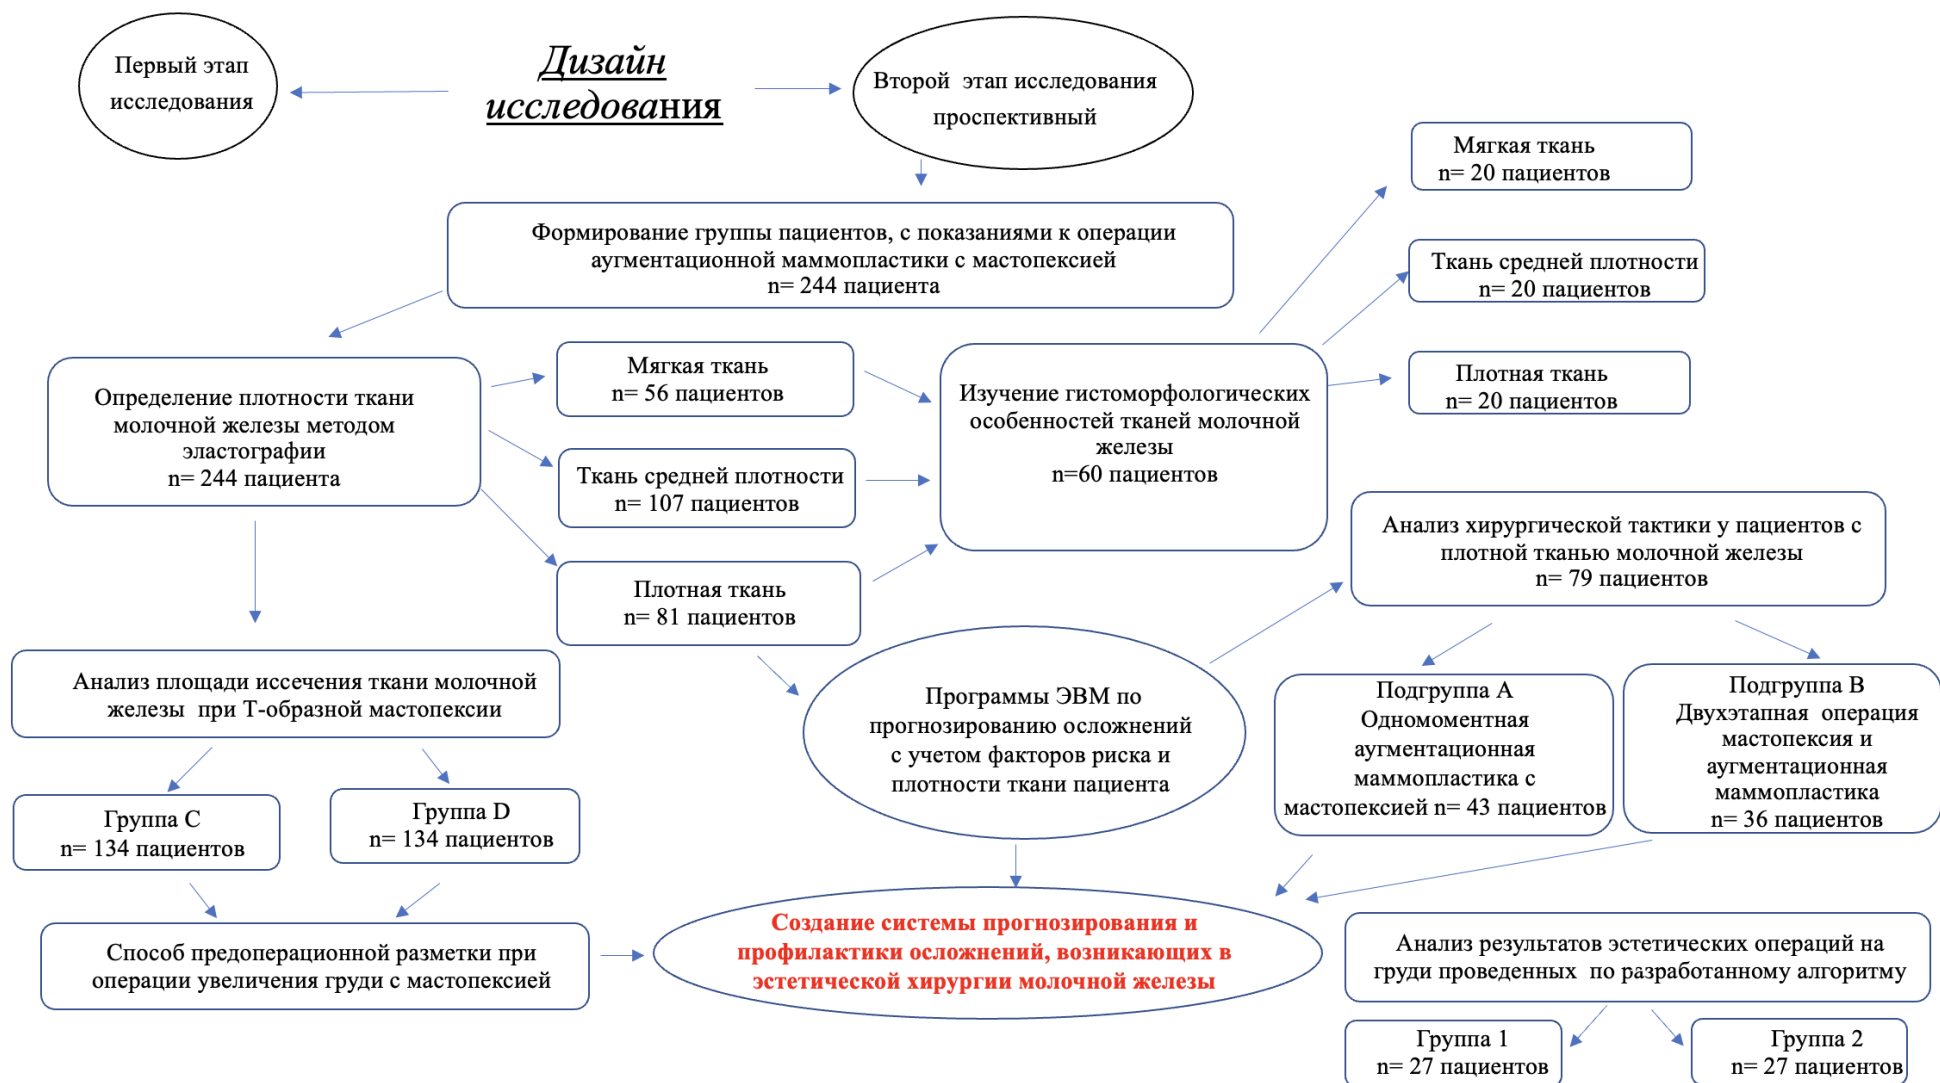 Дизайн
исследования
Первый этап
исследования
Второй этап исследования
проспективный
Формирование группы пациентов, с показаниями к операции
аугментационной маммопластики с мастопексией
n= 244 пациента
Определение плотности ткани
молочной железы методом
эластографии
n= 244 пациента
Мягкая ткань
n= 56 пациентов
Ткань средней плотности
n= 107 пациентов
Плотная ткань
n= 81 пациентов
Изучение гистоморфологических
особенностей тканей молочной
железы
n=60 пациентов
Мягкая ткань
n= 20 пациентов
Ткань средней плотности
n= 20 пациентов
Плотная ткань
n= 20 пациентов
Анализ хирургической тактики у пациентов с
плотной тканью молочной железы
n= 79 пациентов
Подгруппа А
Одномоментная
аугментационная
маммопластика с
мастопексией n= 43 пациентов
Подгруппа В
Двухэтапная операция
мастопексия и
аугментационная
маммопластика
n= 36 пациентов
Программы ЭВМ по
прогнозированию осложнений
с учетом факторов риска и
плотности ткани пациента
Анализ площади иссечения ткани молочной
железы при Т-образной мастопексии
Группа С
n= 134 пациентов
Группа D
n= 134 пациентов
Способ предоперационной разметки при
операции увеличения груди с мастопексией
Создание системы прогнозирования и
профилактики осложнений, возникающих в
эстетической хирургии молочной железы
Анализ результатов эстетических операций на
груди проведенных по разработанному алгоритму
Группа 1
n= 27 пациентов
Группа 2
n= 27 пациентов